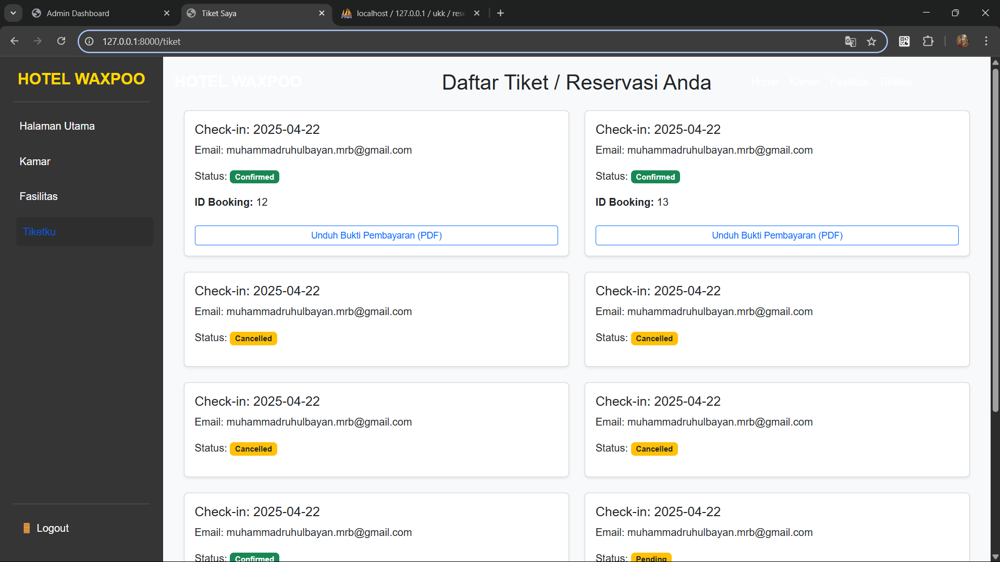 Admin Dashboard
Tiket Saya
localhost / 127.0.0.1 / ukk / rese
127.0.0.1:8000/tiket
HOTEL WAXPOO
Halaman Utama
Kamar
Fasilitas
Tiketku
Logout
HOTEL WAXPOO
Daftar Tiket / Reservasi Anda
Home Kamar Fasilitas Tiketku
Check-in: 2025-04-22
Email: muhammadruhulbayan.mrb@gmail.com
Status: Confirmed
ID Booking: 12
Unduh Bukti Pembayaran (PDF)
Check-in: 2025-04-22
Email: muhammadruhulbayan.mrb@gmail.com
Status: Confirmed
ID Booking: 13
Unduh Bukti Pembayaran (PDF)
Check-in: 2025-04-22
Email: muhammadruhulbayan.mrb@gmail.com
Status: Cancelled
Check-in: 2025-04-22
Email: muhammadruhulbayan.mrb@gmail.com
Status: Cancelled
Check-in: 2025-04-22
Email: muhammadruhulbayan.mrb@gmail.com
Status: Cancelled
Check-in: 2025-04-22
Email: muhammadruhulbayan.mrb@gmail.com
Status: Cancelled
Check-in: 2025-04-22
Email: muhammadruhulbayan.mrb@gmail.com
Status: Confirmed
Check-in: 2025-04-22
Email: muhammadruhulbayan.mrb@gmail.com
Status: Pending